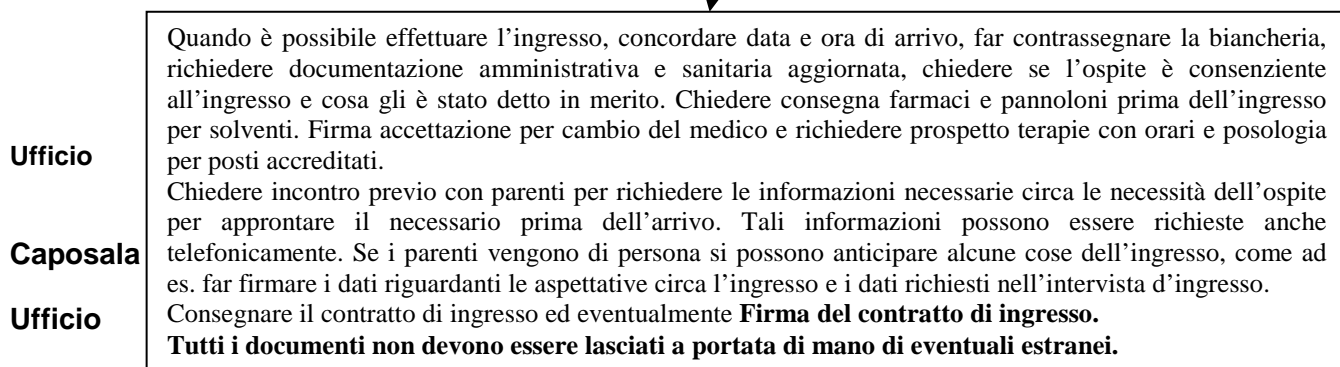 Quando è possibile effettuare l’ingresso, concordare data e ora di arrivo, far contrassegnare la biancheria,
richiedere documentazione amministrativa e sanitaria aggiornata, chiedere se l’ospite è consenziente
all’ingresso e cosa gli è stato detto in merito. Chiedere consegna farmaci e pannoloni prima dell’ingresso
per solventi. Firma accettazione per cambio del medico e richiedere prospetto terapie con orari e posologia
Ufficio
per posti accreditati.
Chiedere incontro previo con parenti per richiedere le informazioni necessarie circa le necessità dell’ospite
per approntare il necessario prima dell’arrivo. Tali informazioni possono essere richieste anche
Caposala
telefonicamente. Se i parenti vengono di persona si possono anticipare alcune cose dell’ingresso, come ad
es. far firmare i dati riguardanti le aspettative circa l’ingresso e i dati richiesti nell’intervista d’ingresso.
Ufficio
Consegnare il contratto di ingresso ed eventualmente Firma del contratto di ingresso.
Tutti i documenti non devono essere lasciati a portata di mano di eventuali estranei.